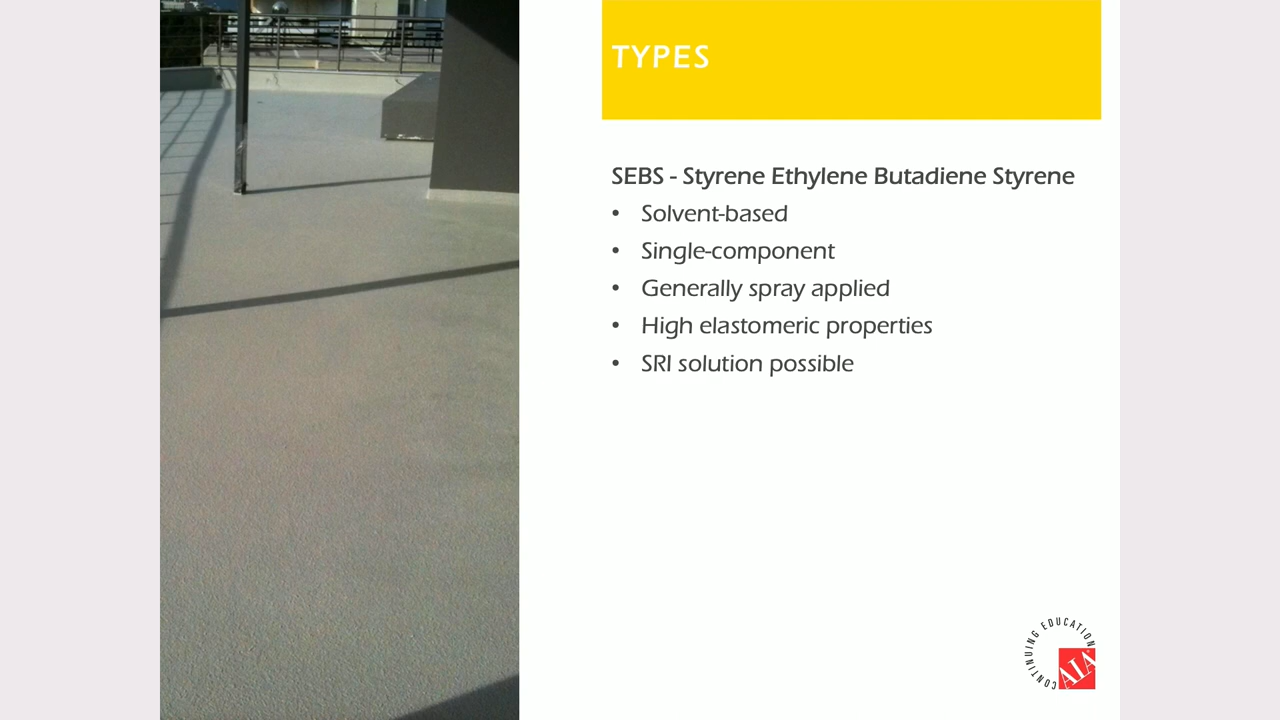 TYPES
SEBS - Styrene Ethylene Butadiene Styrene
• Solvent-based
• Single-component
• Generally spray applied
• High elastomeric properties
• SRI solution possible
CONTINUING EDUCATION
AIA